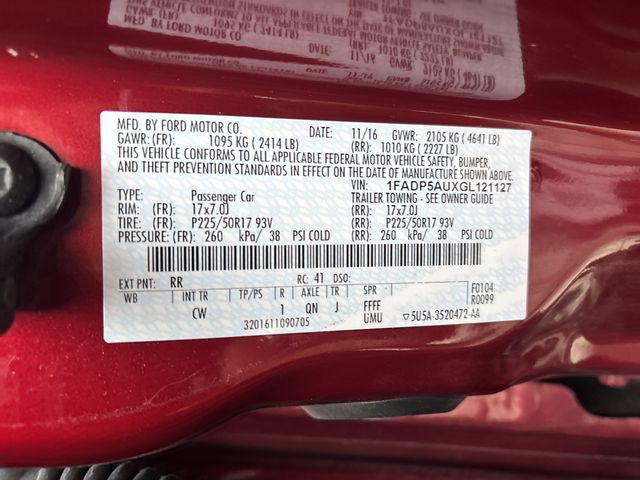 MFD. BY FORD MOTOR CO. DATE: 11/16 GVWR: 2105 KG ( 4641 LB)
GAWR: (FR): 1095 KG ( 2414 LB) (RR): 1010 KG ( 2227 LB)
THIS VEHICLE CONFORMS TO ALL APPLICABLE FEDERAL MOTOR VEHICLE SAFETY, BUMPER,
AND THEFT PREVENTION STANDARDS IN EFFECT ON THE DATE OF MANUFACTURE SHOWN ABOVE.
VIN: 1FADP5AUXGL121127
TYPE: Passenger Car TRAILER TOWING - SEE OWNER GUIDE
RIM: (FR): 17x7.0J (RR): 17x7.0J
TIRE: (FR): P225/50R17 93V (RR): P225/50R17 93V
PRESSURE: (FR): 260 kPa/ 38 PSI COLD (RR): 260 kPa/ 38 PSI COLD
EXT PNT: RR RC: 41 DSO: F0104
WB INT TR TP/PS R AXLE TR SPR R0099
CW 1 QN J FFFF
3201611090705 UMU ▽5U5A-3520472-AA